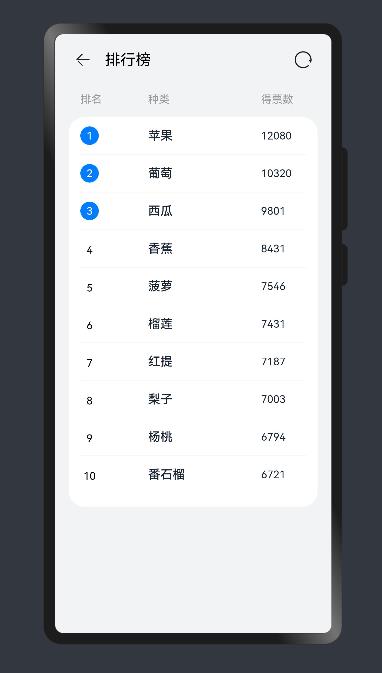 排行榜
排名 种类 得票数
1 苹果 12080
2 葡萄 10320
3 西瓜 9801
4 香蕉 8431
5 菠萝 7546
6 榴莲 7431
7 红提 7187
8 梨子 7003
9 杨桃 6794
10 番石榴 6721